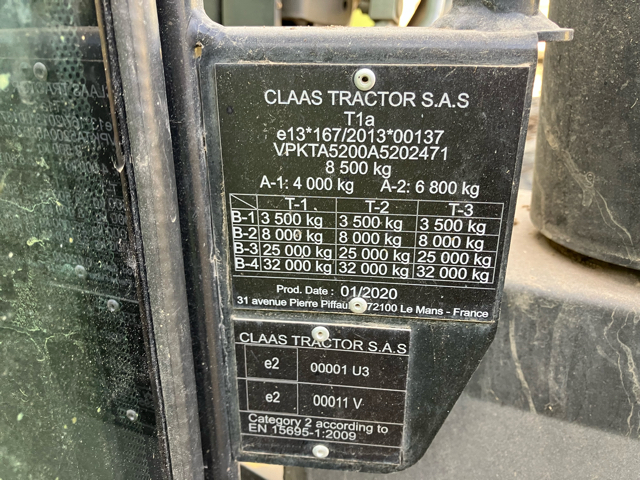 CLAAS TRACTOR S.A.S
T1a
e13*167/2013*00137
VPKTA5200A5202471
8 500 kg
A-1: 4 000 kg A-2: 6 800 kg
T-1 T-2 T-3
B-1 3 500 kg 3 500 kg 3 500 kg
B-2 8 000 kg 8 000 kg 8 000 kg
B-3 25 000 kg 25 000 kg 25 000 kg
B-4 32 000 kg 32 000 kg 32 000 kg
Prod. Date : 01/2020
31 avenue Pierre 72100 Le Mans - France
CLAAS TRACTOR S.A.S
e2 00001 U3
e2 00011 V
Category 2 according to
EN 15695-1:2009